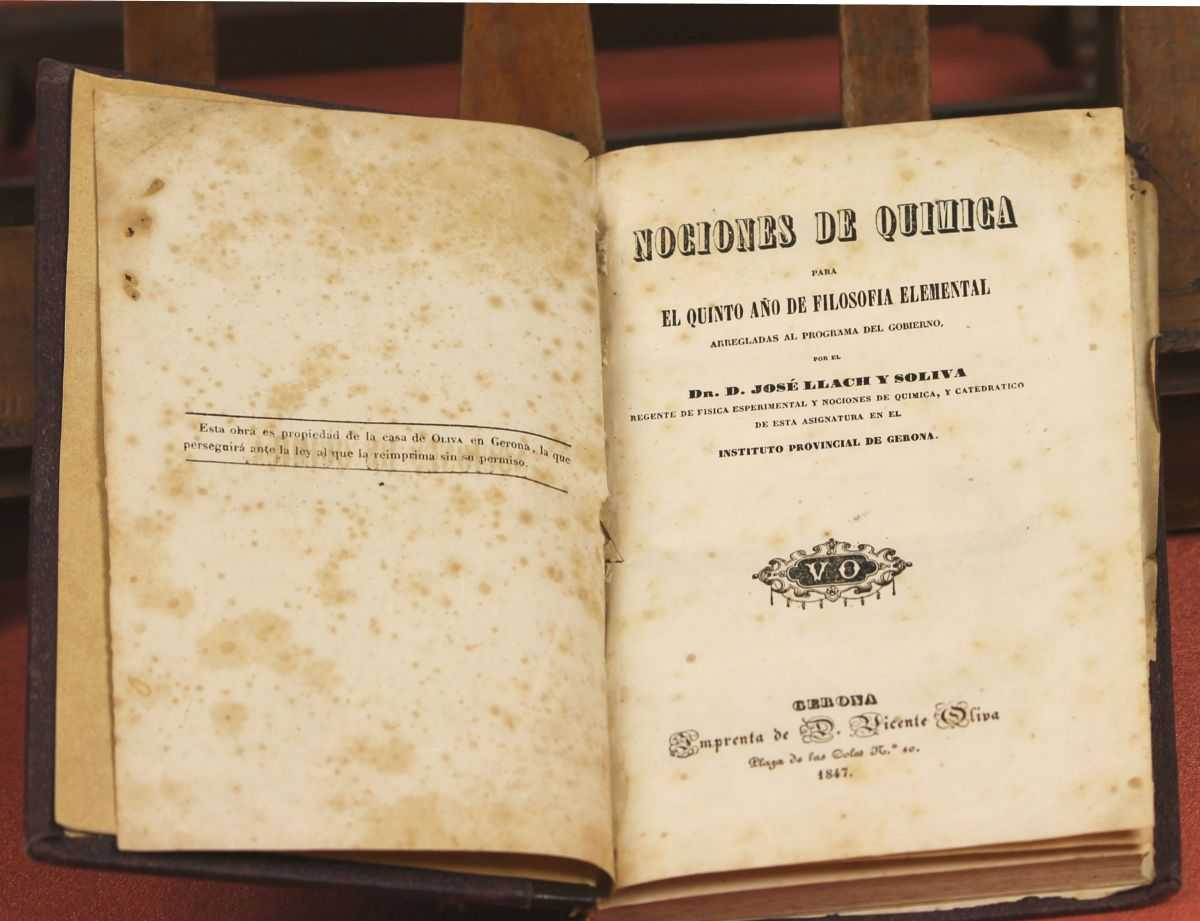 Esta obra es propiedad de la casa de OLIVA en Gerona, la que
perseguirá ante la ley al que la reimprima sin su permiso.
NOCIONES DE QUIMICA
PARA
EL QUINTO AÑO DE FILOSOFIA ELEMENTAL
ARREGLADAS AL PROGRAMA DEL GOBIERNO,
POR EL
DR. D. JOSÉ LLACH Y SOLIVA
REGENTE DE FISICA ESPERIMENTAL Y NOCIONES DE QUIMICA, Y CATEDRATICO
DE ESTA ASIGNATURA EN EL
INSTITUTO PROVINCIAL DE GERONA.
VO
GERONA
Imprenta de D. Vicente Oliva
Plaza de las Coles N.º 10.
1847.